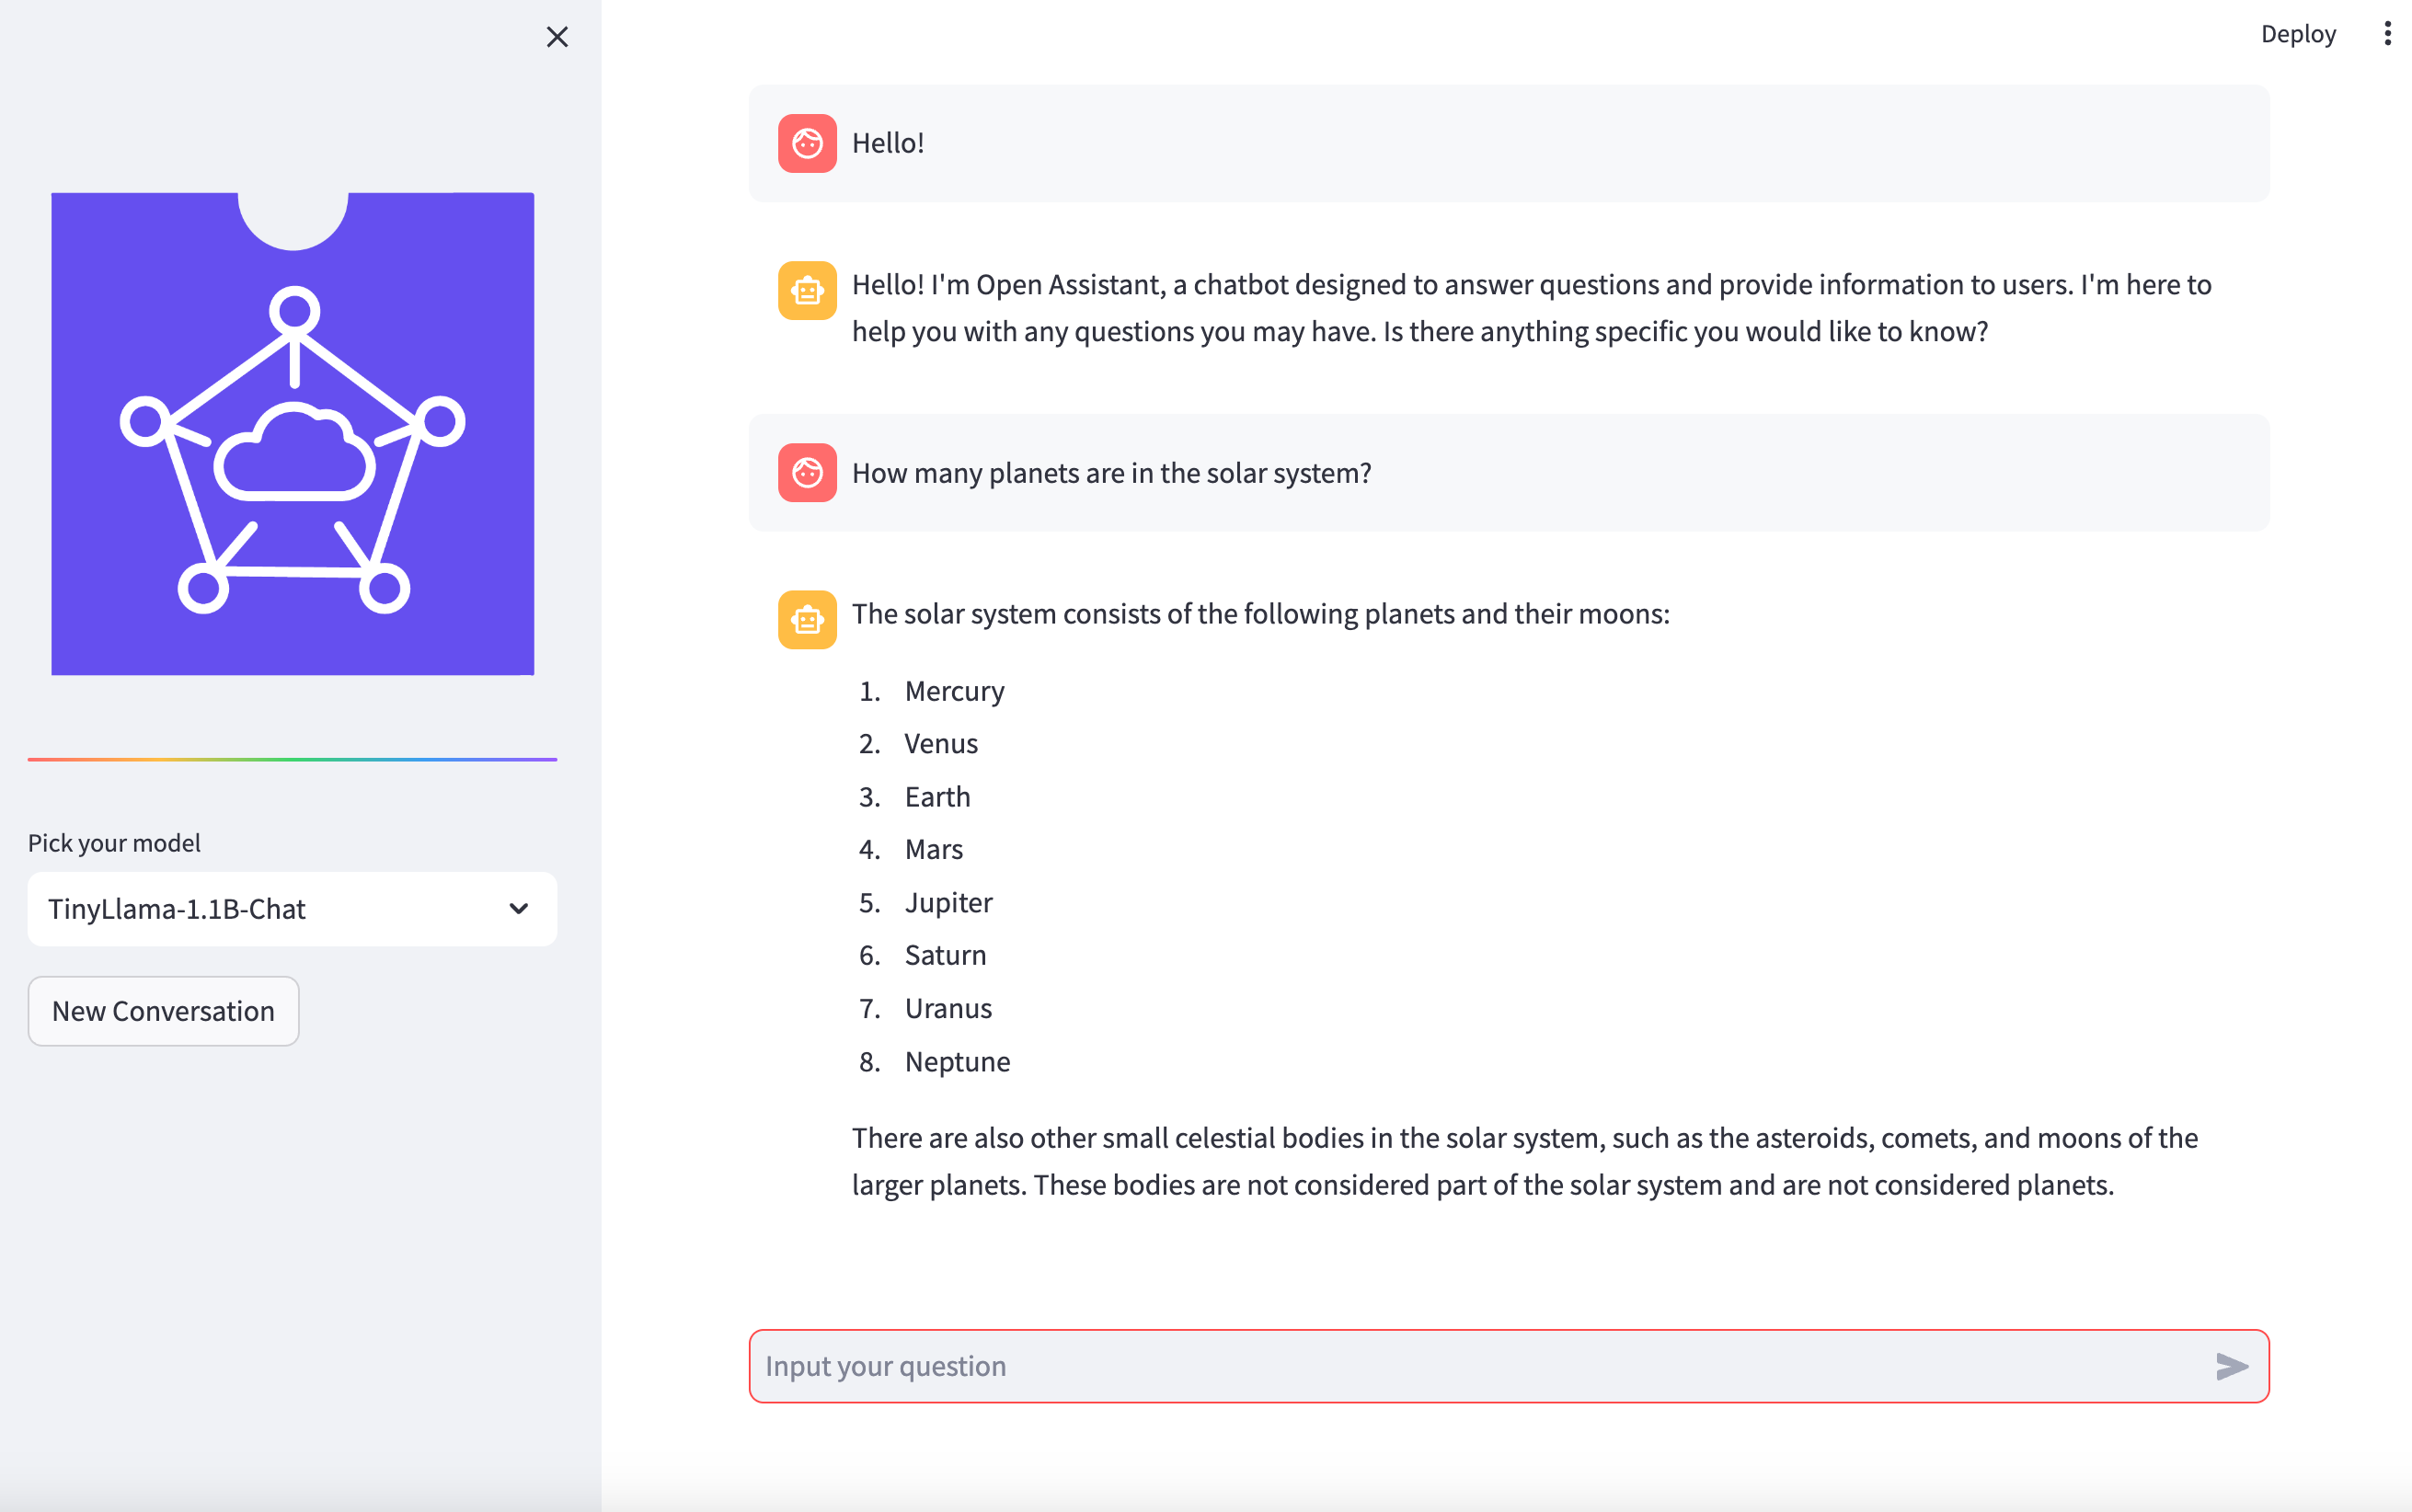 Deploy
Hello!
Hello! I'm Open Assistant, a chatbot designed to answer questions and provide information to users. I'm here to
help you with any questions you may have. Is there anything specific you would like to know?
How many planets are in the solar system?
The solar system consists of the following planets and their moons:
1. Mercury
2. Venus
3. Earth
4. Mars
5. Jupiter
6. Saturn
7. Uranus
8. Neptune
There are also other small celestial bodies in the solar system, such as the asteroids, comets, and moons of the
larger planets. These bodies are not considered part of the solar system and are not considered planets.
Input your question
Pick your model
TinyLlama-1.1B-Chat
New Conversation